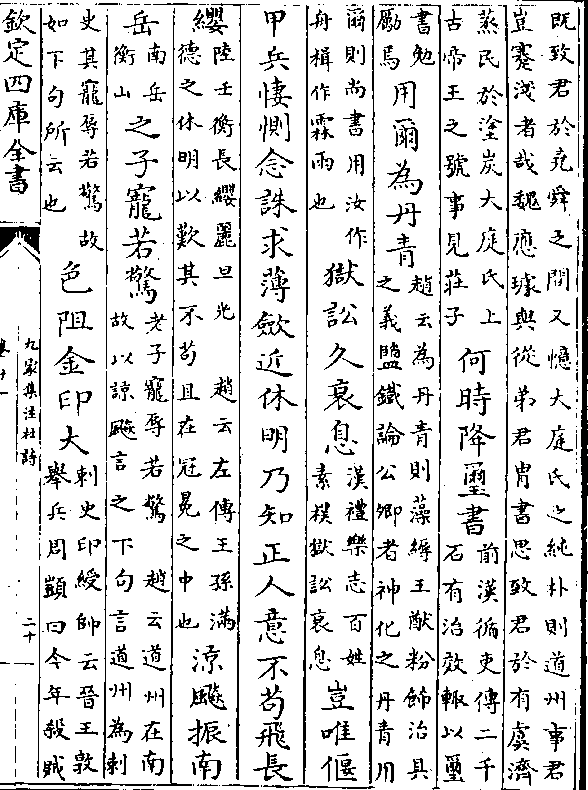 既致君於堯舜之間又憶大庭氏之純朴則道州事君
豈蹇淺者哉魏應璩與從弟君胄書思致君於有虞濟
蒸民於塗炭大庭氏上
古帝王之號事見莊子
何時降璽書
前漢循吏傳二千
石有治效輒以璽
書勉
勵焉
用爾為丹青
趙云為丹青則藻縟王猷粉飾治具
之義鹽鐵論公卿者神化之丹青用
爾則尚書用汝作
舟楫作霖雨也
獄訟久衰息
漢禮樂志百姓
素樸獄訟衰息
豈唯偃
甲兵悽惻念誅求薄斂近休明乃知正人意不苟飛長
纓
陸士衡長纓麗且光 趙云左傳王孫滿
德之休明以歎其不苟且在冠冕之中也
涼飈振南
岳
南岳
衡山
之子寵若驚
老子寵辱若驚 趙云道州在南
故以諒飈言之下句言道州為刺
史其寵辱若驚故
如下句所云也
色阻金印大
刺史印綬師云晉王敦
舉兵周顗曰今年殺賊
欽定四庫全書
九家集注杜詩
二十